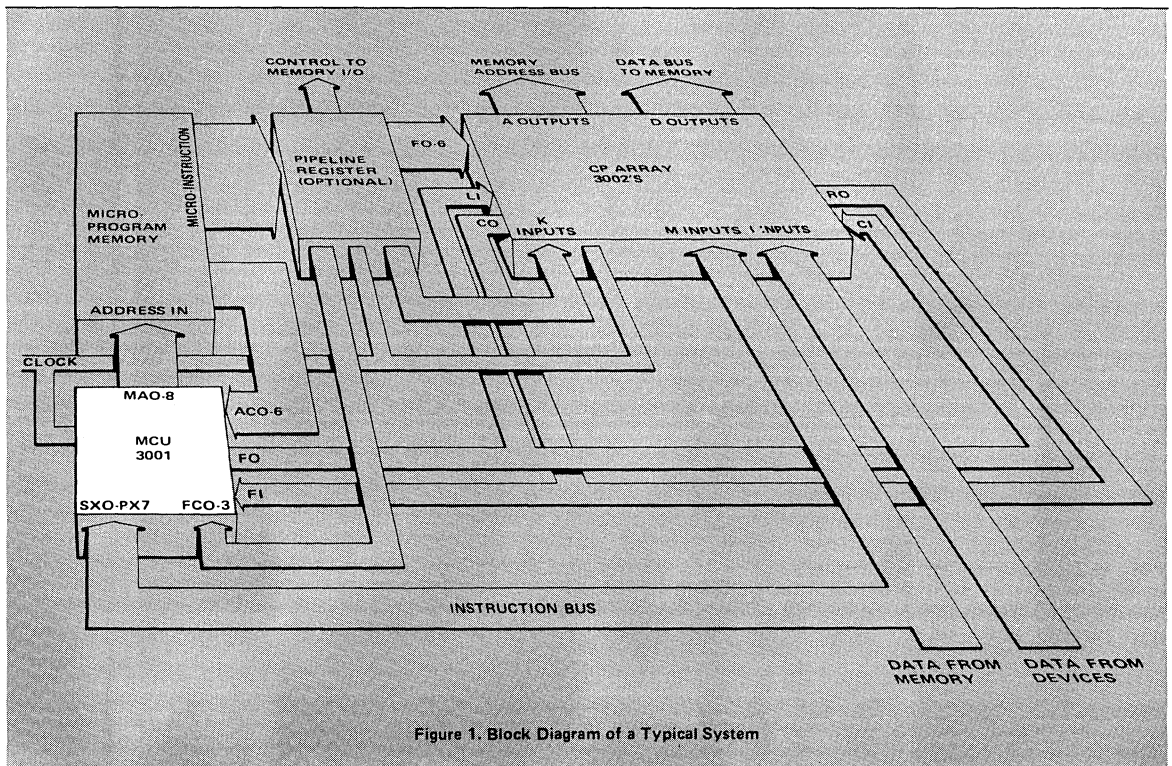 CONTROL TO
MEMORY I/O
MEMORY
ADDRESS BUS
DATA BUS
TO MEMORY
MICRO-INSTRUCTION
MICRO
PROGRAM
MEMORY
ADDRESS IN
PIPELINE
REGISTER
(OPTIONAL)
FO-6
A OUTPUTS
D OUTPUTS
CP ARRAY
3002'S
LI
CO
K
INPUTS
M INPUTS
I INPUTS
RO
CI
CLOCK
MAO-8
MCU
3001
ACO-6
FO
FI
SXO-PX7
FCO-3
INSTRUCTION BUS
DATA FROM
MEMORY
DATA FROM
DEVICES
Figure 1. Block Diagram of a Typical System